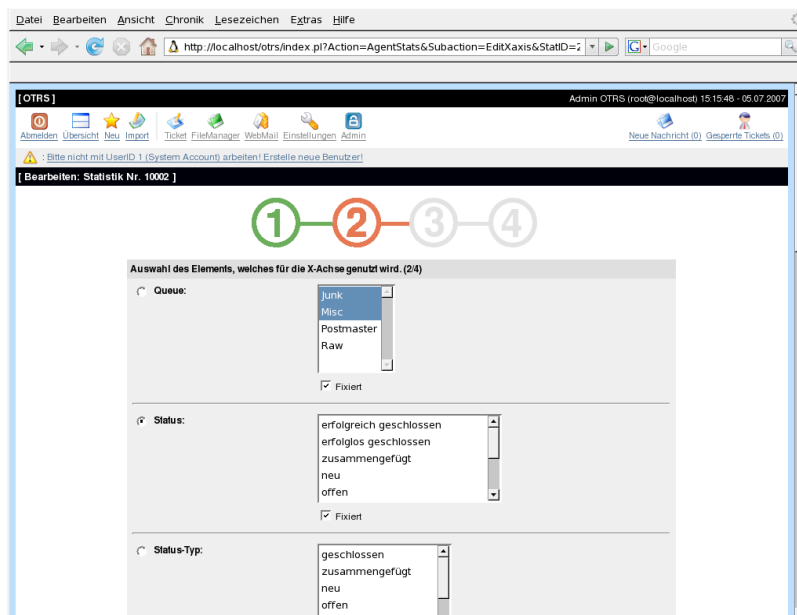 Datei Bearbeiten Ansicht Chronik Lesezeichen Extras Hilfe
http://localhost/otrs/index.pl?Action=AgentStats&Subaction=EditXaxis&StatID=2
G Google
[ OTRS ] Admin OTRS (root@localhost) 15:15:48 - 05.07.2007
Abmelden Übersicht Neu Import Ticket FileManager WebMail Einstellungen Admin Neue Nachricht (0) Gesperrte Tickets (0)
: Bitte nicht mit UserID 1 (System Account) arbeiten! Erstelle neue Benutzer!
[ Bearbeiten: Statistik Nr. 10002 ]
1 2 3 4
Auswahl des Elements, welches für die X-Achse genutzt wird. (2/4)
Queue:
Junk
Misc
Postmaster
Raw
Fixiert
Status:
erfolgreich geschlossen
erfolglos geschlossen
zusammengefügt
neu
offen
Fixiert
Status-Typ:
geschlossen
zusammengefügt
neu
offen